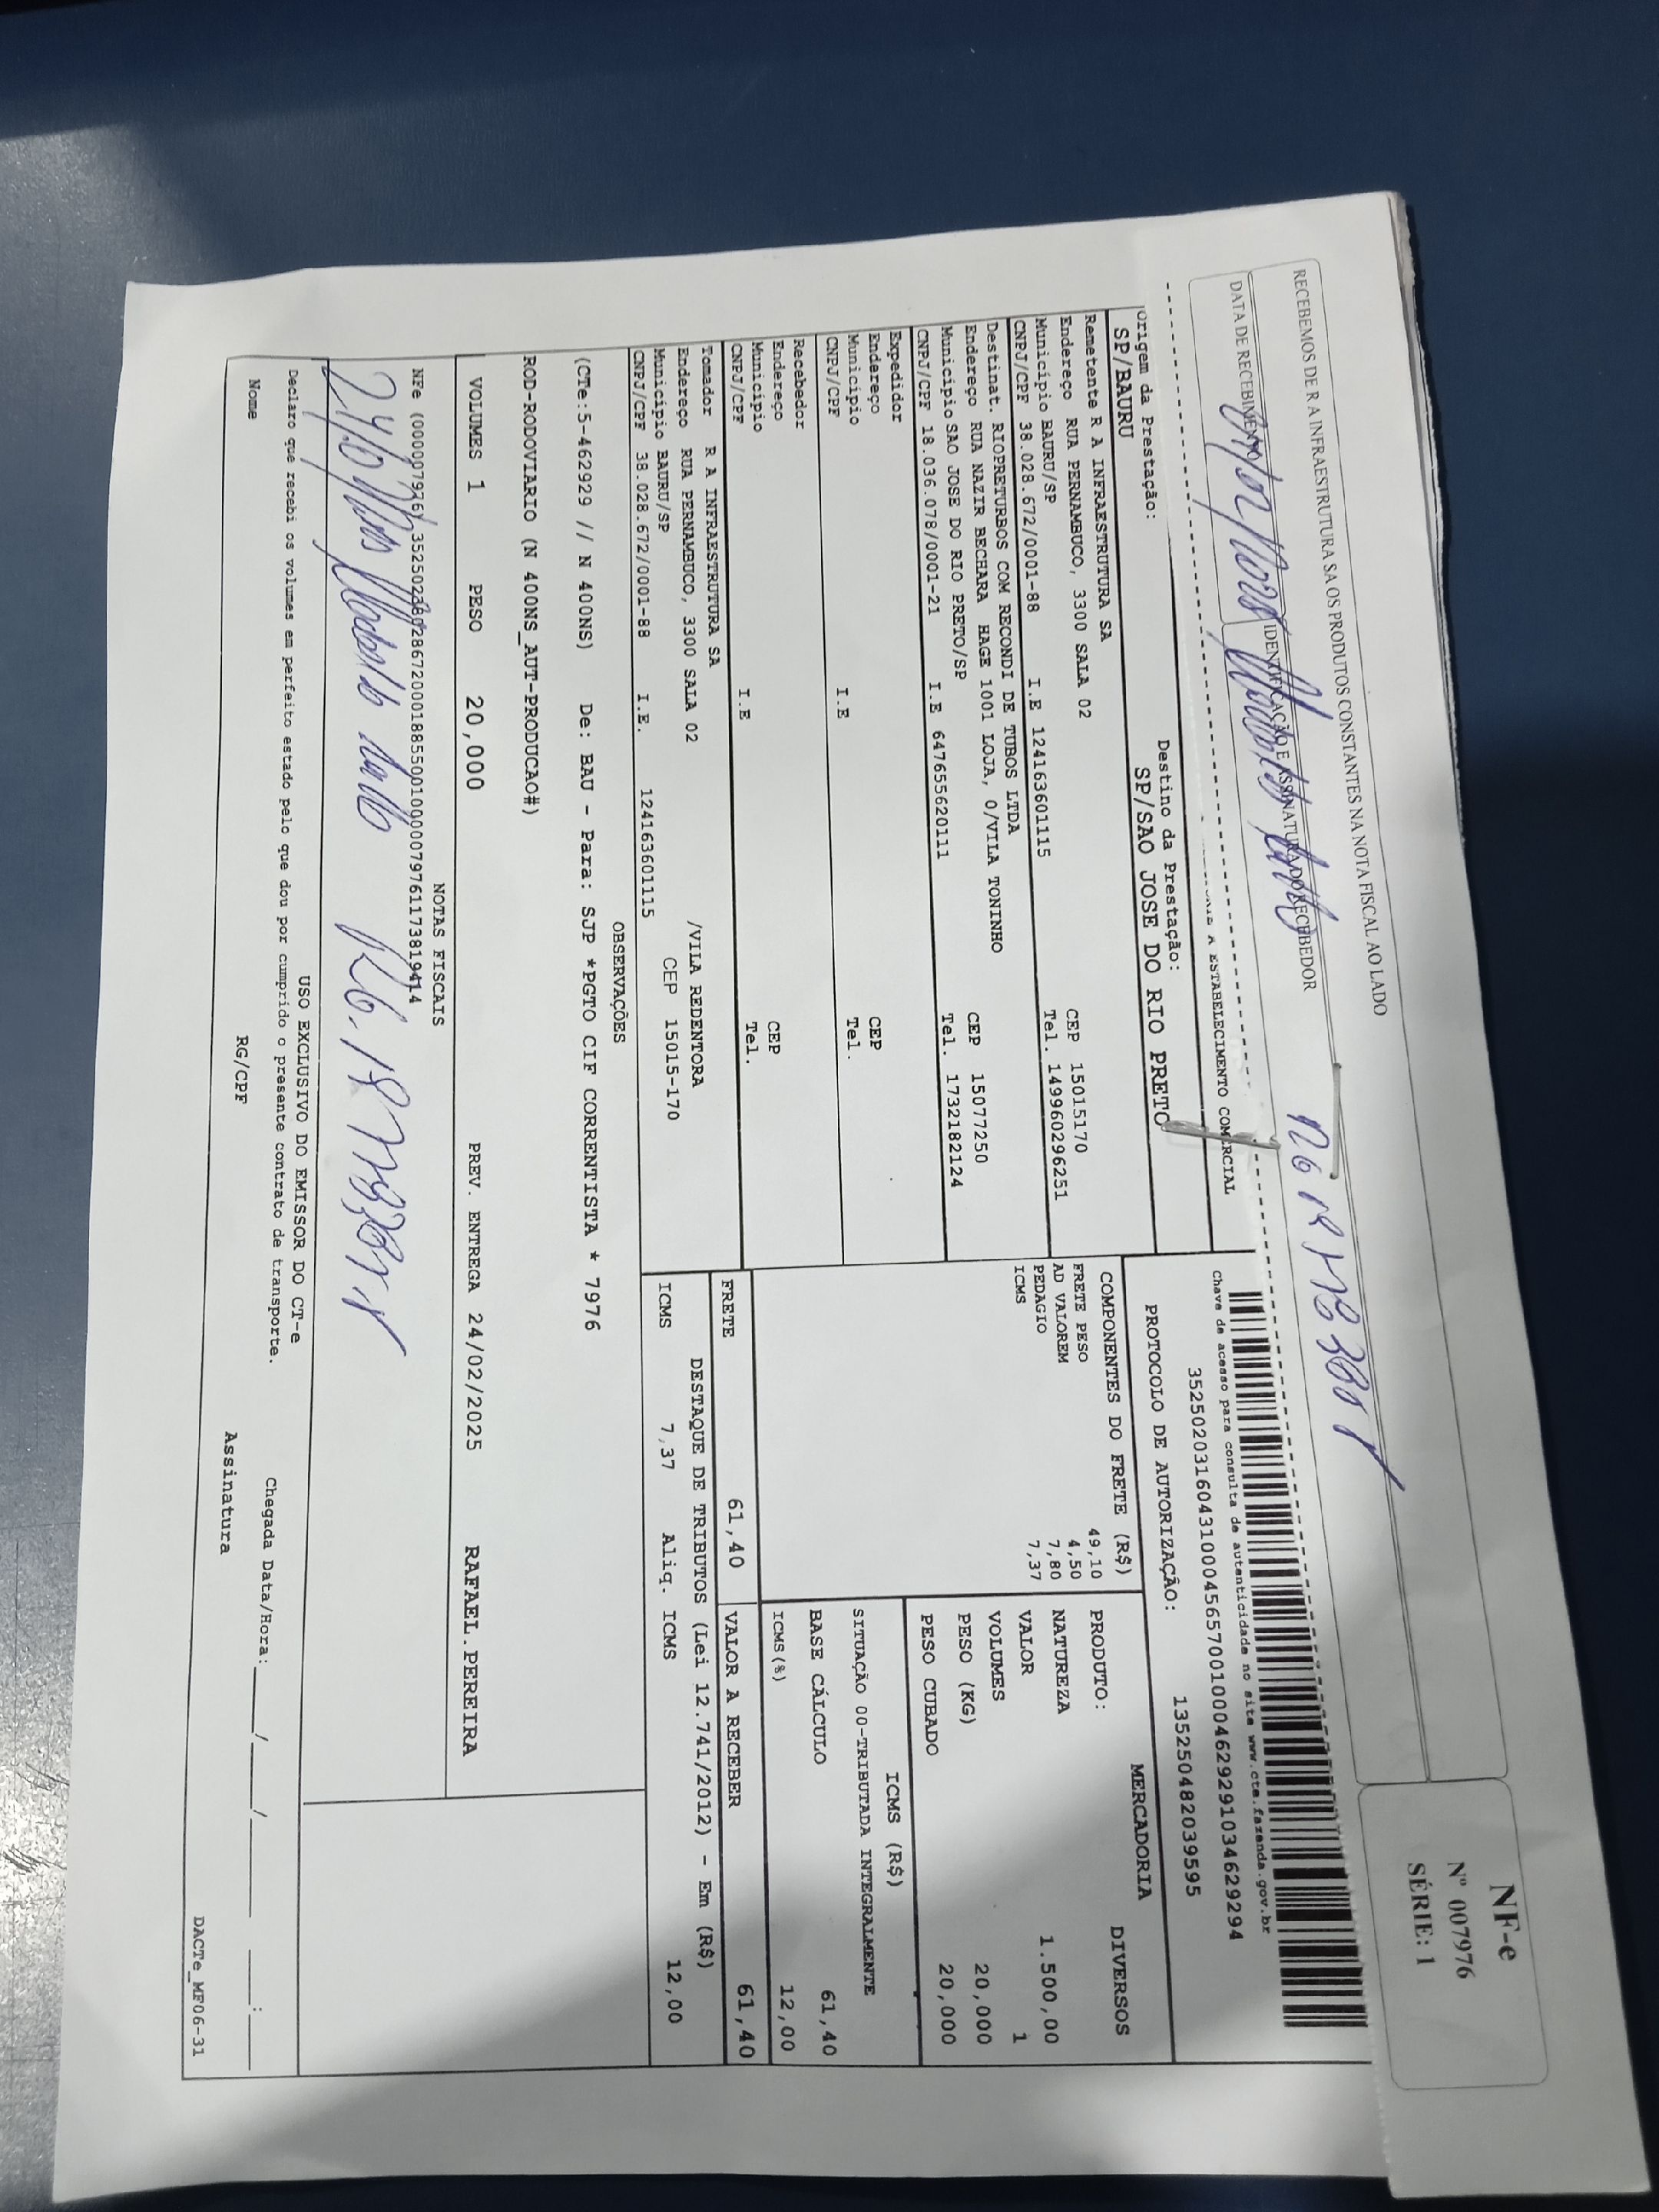 RECEBEMOS DE R A INFRAESTRUTURA SA OS PRODUTOS CONSTANTES NA NOTA FISCAL AO LADO
NF-e
Nº 007976
SÉRIE: 1
DATA DE RECEBIMENTO
IDENTIFICAÇÃO E ASSINATURA DO RECEBEDOR
A ESTABELECIMENTO COMERCIAL
Chave de acesso para consulta de autenticidade no site www.cte.fazenda.gov.br
35250203160431000456570010004629291034629294
PROTOCOLO DE AUTORIZAÇÃO: 135250482039595
Origem da Prestação:
SP/BAURU
Destino da Prestação:
SP/SAO JOSE DO RIO PRETO
Remetente R A INFRAESTRUTURA SA
Endereço RUA PERNAMBUCO, 3300 SALA 02 CEP 15015170
Município BAURU/SP Tel. 149960296251
CNPJ/CPF 38.028.672/0001-88 I.E 124163601115
Destinat. RIOPRETURBOS COM RECONDI DE TUBOS LTDA
Endereço RUA NAZIR BECHARA HAGE 1001 LOJA, 0/VILA TONINHO CEP 15077250
Município SAO JOSE DO RIO PRETO/SP Tel. 1732182124
CNPJ/CPF 18.036.078/0001-21 I.E 647655620111
Expedidor
Endereço CEP
Município Tel.
CNPJ/CPF I.E
Recebedor
Endereço CEP
Município Tel.
CNPJ/CPF I.E
Tomador R A INFRAESTRUTURA SA
Endereço RUA PERNAMBUCO, 3300 SALA 02 /VILA REDENTORA
Município BAURU/SP CEP 15015-170
CNPJ/CPF 38.028.672/0001-88 I.E. 124163601115
COMPONENTES DO FRETE (R$)
FRETE PESO 49,10
AD VALOREM 4,50
PEDAGIO 7,80
ICMS 7,37
MERCADORIA
PRODUTO: DIVERSOS
NATUREZA
VALOR 1.500,00
VOLUMES 1
PESO (KG) 20,000
PESO CUBADO 20,000
ICMS (R$)
SITUAÇÃO 00-TRIBUTADA INTEGRALMENTE
BASE CÁLCULO 61,40
ICMS(%) 12,00
FRETE 61,40 VALOR A RECEBER 61,40
DESTAQUE DE TRIBUTOS (Lei 12.741/2012) - Em (R$)
ICMS 7,37 Aliq. ICMS 12,00
OBSERVAÇÕES
(CTe:5-462929 // N 400NS) De: BAU - Para: SJP *PGTO CIF CORRENTISTA * 7976
ROD-RODOVIARIO (N 400NS_AUT-PRODUCAO#)
VOLUMES 1 PESO 20,000 PREV. ENTREGA 24/02/2025 RAFAEL.PEREIRA
NOTAS FISCAIS
USO EXCLUSIVO DO EMISSOR DO CT-e
Declaro que recebi os volumes em perfeito estado pelo que dou por cumprido o presente contrato de transporte.
Chegada Data/Hora: ____/____/______ ____:____
Nome RG/CPF Assinatura
DACTe_MF06-31